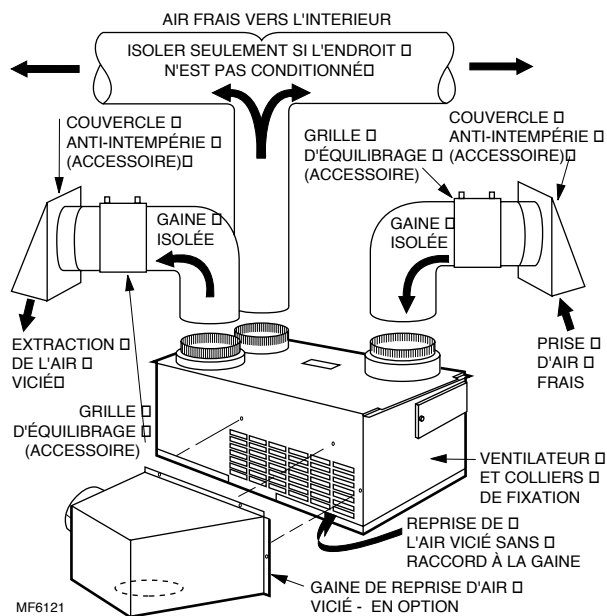 AIR FRAIS VERS L'INTERIEUR
ISOLER SEULEMENT SI L'ENDROIT
N'EST PAS CONDITIONNÉ
COUVERCLE
ANTI-INTEMPÉRIE
(ACCESSOIRE)
GRILLE
D'ÉQUILIBRAGE
(ACCESSOIRE)
COUVERCLE
ANTI-INTEMPÉRIE
(ACCESSOIRE)
GAINE
ISOLÉE
GAINE
ISOLÉE
EXTRACTION
DE L'AIR
VICIÉ
PRISE
D'AIR
FRAIS
GRILLE
D'ÉQUILIBRAGE
(ACCESSOIRE)
VENTILATEUR
ET COLLIERS
DE FIXATION
REPRISE DE
L'AIR VICIÉ SANS
RACCORD À LA GAINE
GAINE DE REPRISE D'AIR
VICIÉ - EN OPTION
MF6121